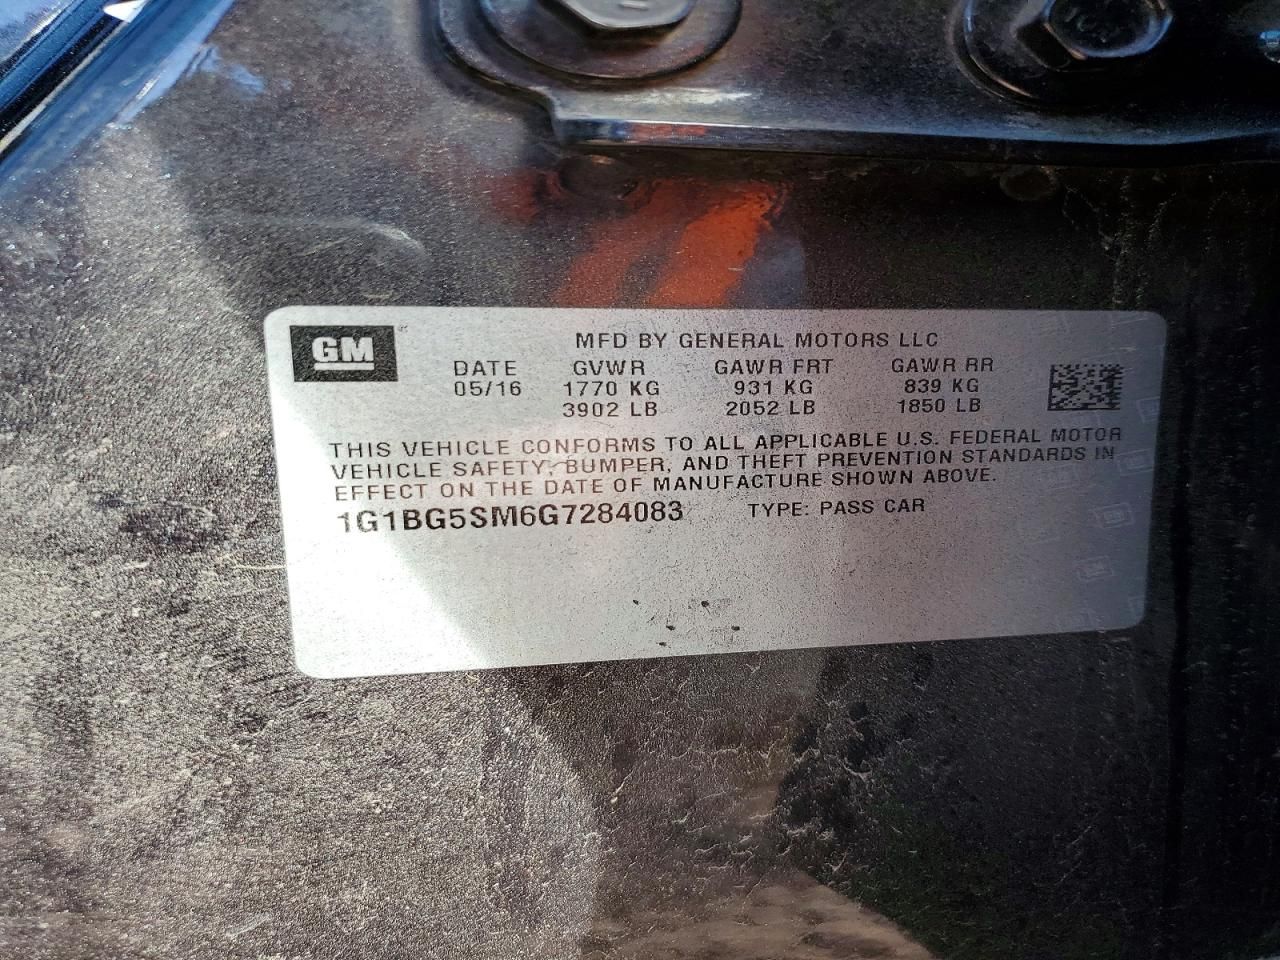 GM
MFD BY GENERAL MOTORS LLC
DATE GVWR GAWR FRT GAWR RR
05/16 1770 KG 931 KG 839 KG
3902 LB 2052 LB 1850 LB
THIS VEHICLE CONFORMS TO ALL APPLICABLE U.S. FEDERAL MOTOR
VEHICLE SAFETY, BUMPER, AND THEFT PREVENTION STANDARDS IN
EFFECT ON THE DATE OF MANUFACTURE SHOWN ABOVE.
1G1BG5SM6G7284083 TYPE: PASS CAR